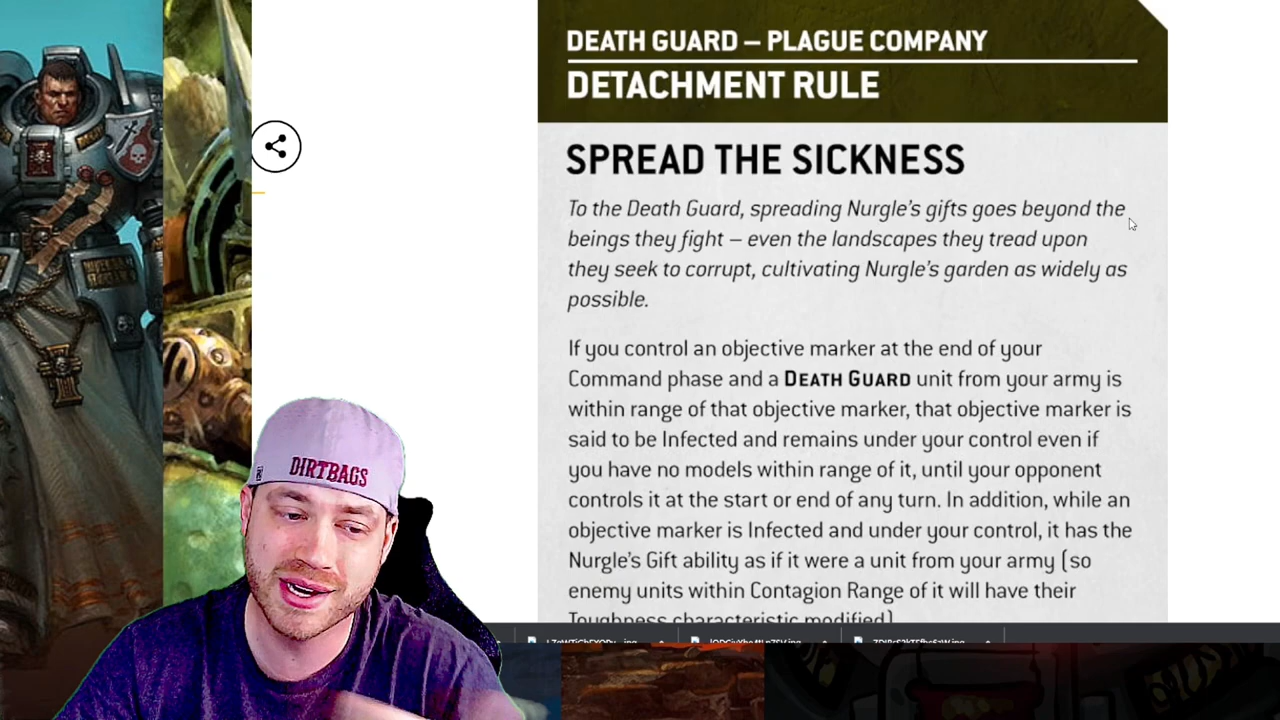 DEATH GUARD – PLAGUE COMPANY
DETACHMENT RULE
SPREAD THE SICKNESS
To the Death Guard, spreading Nurgle's gifts goes beyond the
beings they fight – even the landscapes they tread upon
they seek to corrupt, cultivating Nurgle's garden as widely as
possible.
If you control an objective marker at the end of your
Command phase and a DEATH GUARD unit from your army is
within range of that objective marker, that objective marker is
said to be Infected and remains under your control even if
you have no models within range of it, until your opponent
controls it at the start or end of any turn. In addition, while an
objective marker is Infected and under your control, it has the
Nurgle's Gift ability as if it were a unit from your army (so
enemy units within Contagion Range of it will have their
Toughness characteristic modified)
DIRTBAGS